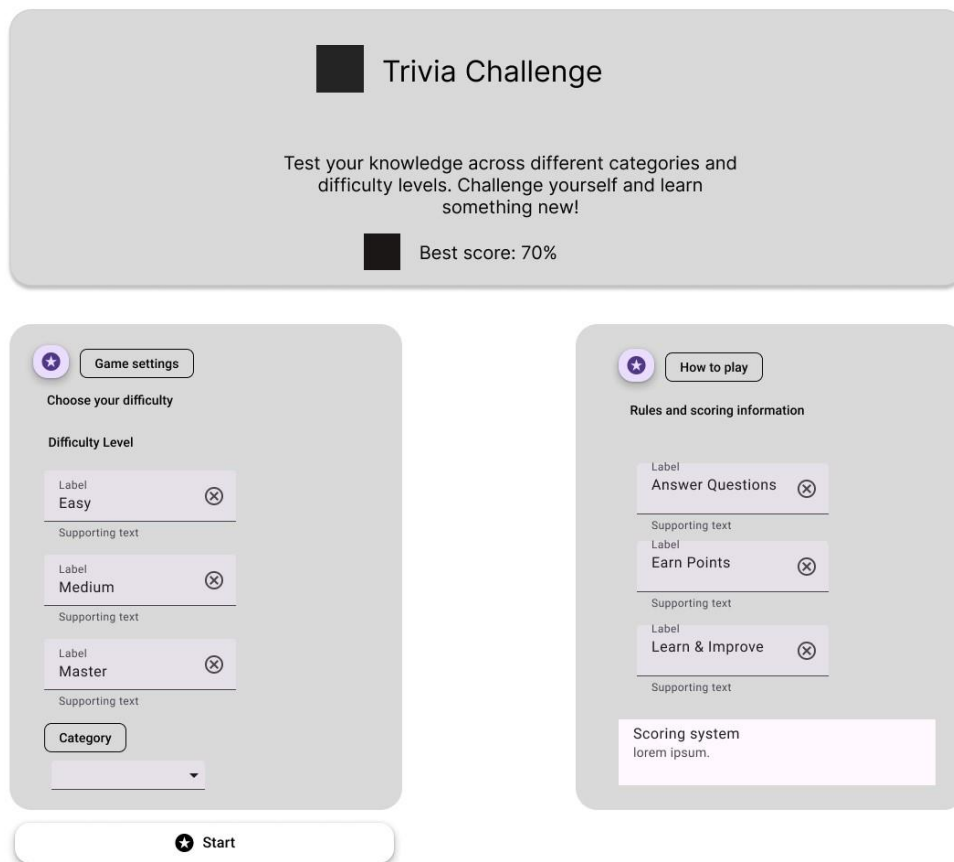 Trivia Challenge
Test your knowledge across different categories and
difficulty levels. Challenge yourself and learn
something new!
Best score: 70%
Game settings
Choose your difficulty
Difficulty Level
Label
Easy
Supporting text
Label
Medium
Supporting text
Label
Master
Supporting text
Category
Start
How to play
Rules and scoring information
Label
Answer Questions
Supporting text
Label
Earn Points
Supporting text
Label
Learn & Improve
Supporting text
Scoring system
lorem ipsum.